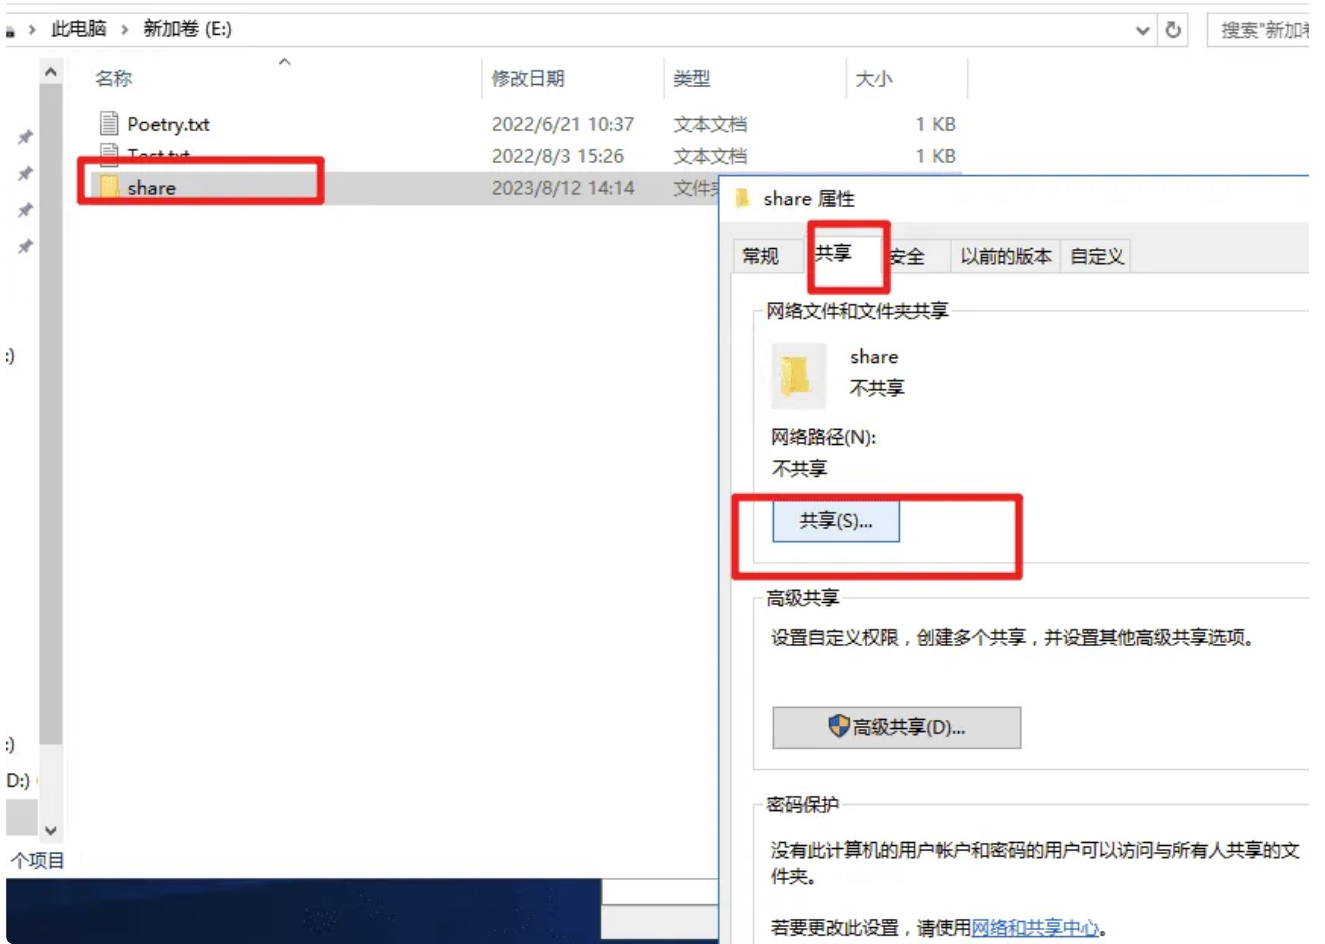 此电脑 › 新加卷 (E:)
搜索"新加卷
名称 修改日期 类型 大小
Poetry.txt 2022/6/21 10:37 文本文档 1 KB
Test.txt 2022/8/3 15:26 文本文档 1 KB
share 2023/8/12 14:14 文件夹
:)
:)
D:)
个项目
share 属性
常规 共享 安全 以前的版本 自定义
网络文件和文件夹共享
share
不共享
网络路径(N):
不共享
共享(S)...
高级共享
设置自定义权限，创建多个共享，并设置其他高级共享选项。
高级共享(D)...
密码保护
没有此计算机的用户帐户和密码的用户可以访问与所有人共享的文
件夹。
若要更改此设置，请使用网络和共享中心。